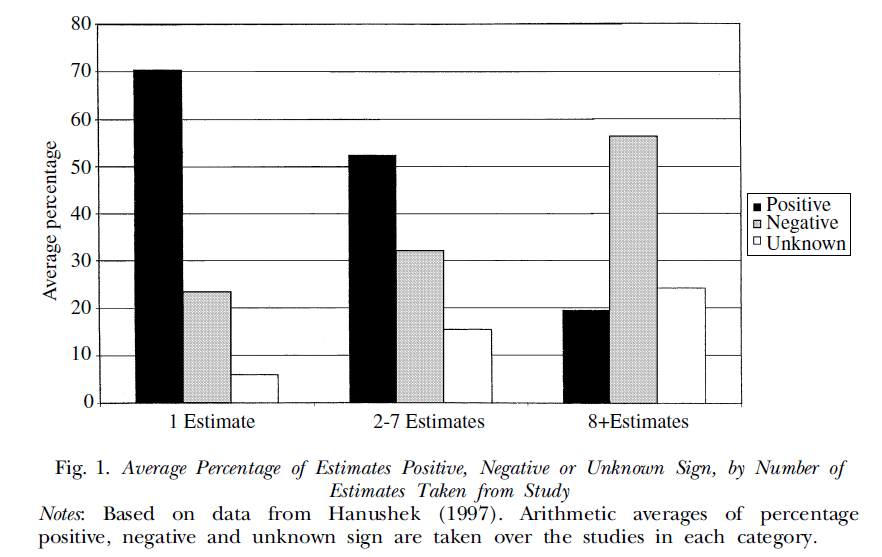 80
70
60
50
40
30
20
10
0
Average percentage
1 Estimate
2-7 Estimates
8+Estimates
Positive
Negative
Unknown
Fig. 1. Average Percentage of Estimates Positive, Negative or Unknown Sign, by Number of
Estimates Taken from Study
Notes: Based on data from Hanushek (1997). Arithmetic averages of percentage
positive, negative and unknown sign are taken over the studies in each category.